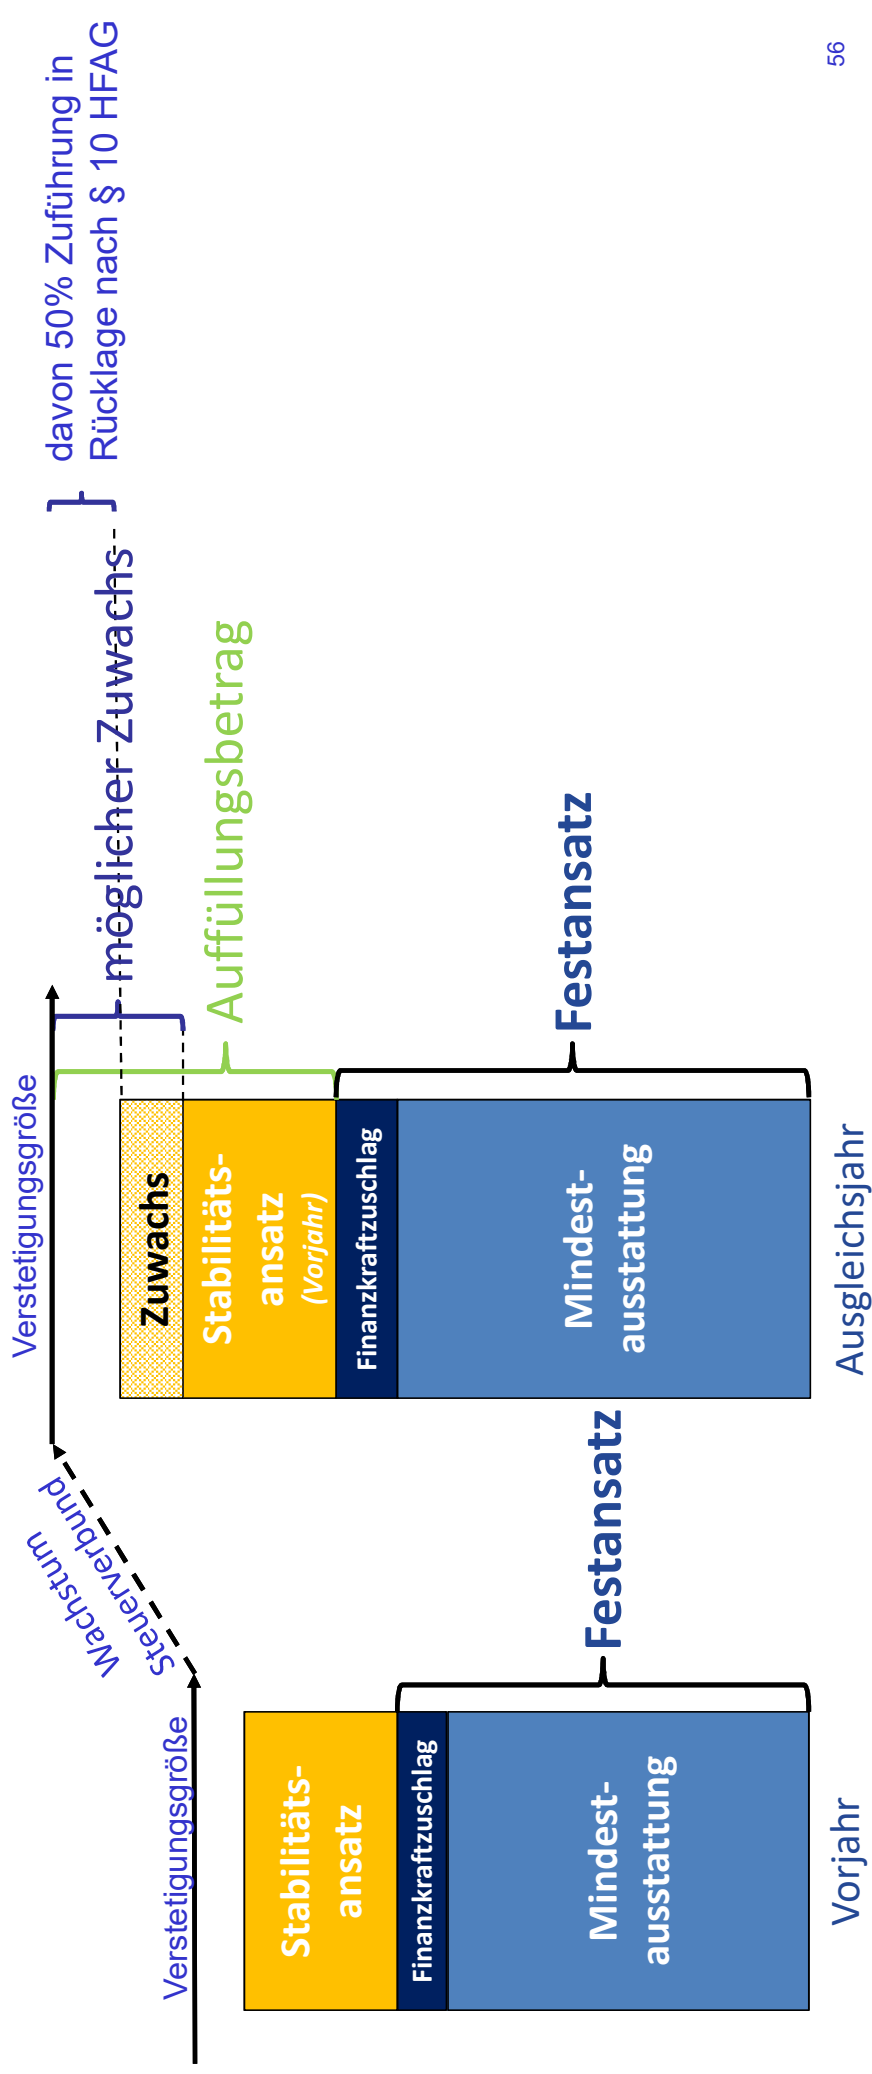 Verstetigungsgröße
Wachstum
Steuerverbund
Verstetigungsgröße
davon 50% Zuführung in
Rücklage nach § 10 HFAG
möglicher Zuwachs
Auffüllungsbetrag
Stabilitäts-
ansatz
Finanzkraftzuschlag
Mindest-
ausstattung
Festansatz
Vorjahr
Zuwachs
Stabilitäts-
ansatz
(Vorjahr)
Finanzkraftzuschlag
Mindest-
ausstattung
Festansatz
Ausgleichsjahr
56